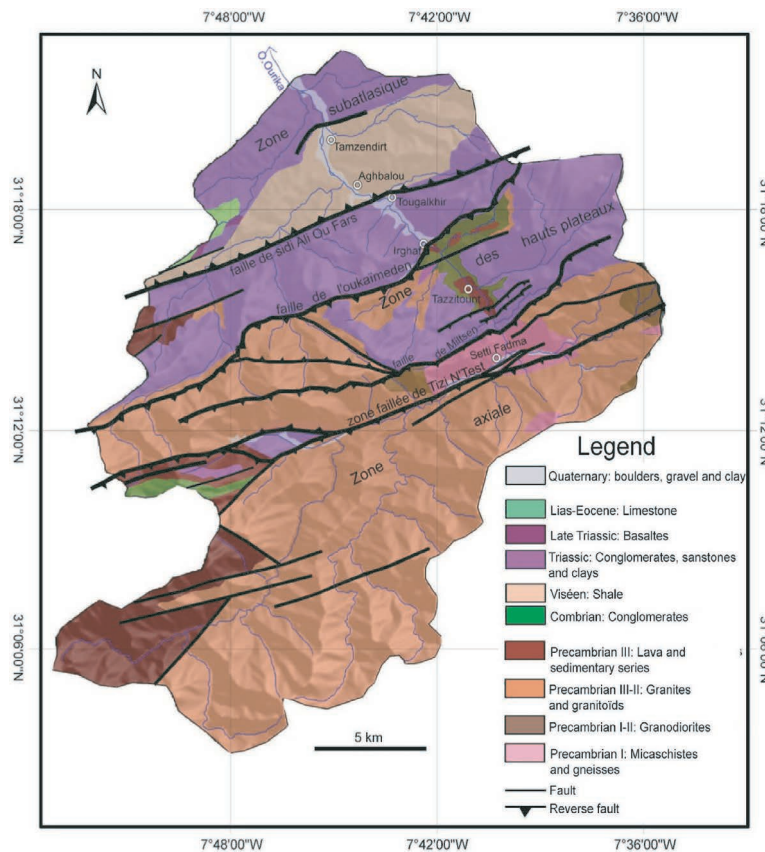 7°48'00"W
7°42'00"W
7°36'00"W
N
O.Ourika
Zone subatlasique
Tamzendirt
Aghbalou
31°18'00"N
Tougalkhir
faille de sidi Ali Ou Fars
Irghaf
Zone des hauts plateaux
faille de l'oukaimeden
Tazzitount
faille de Miltsen
Setti Fadma
zone faillée de Tizi N'Test
31°12'00"N
31°12'00"N
Zone axiale
31°06'00"N
Legend
Quaternary: boulders, gravel and clay
Lias-Eocene: Limestone
Late Triassic: Basaltes
Triassic: Conglomerates, sanstones
and clays
Viséen: Shale
Combrian: Conglomerates
Precambrian III: Lava and
sedimentary series
Precambrian III-II: Granites
and granitoïds
Precambrian I-II: Granodiorites
Precambrian I: Micaschistes
and gneisses
Fault
Reverse fault
5 km
7°48'00"W
7°42'00"W
7°36'00"W